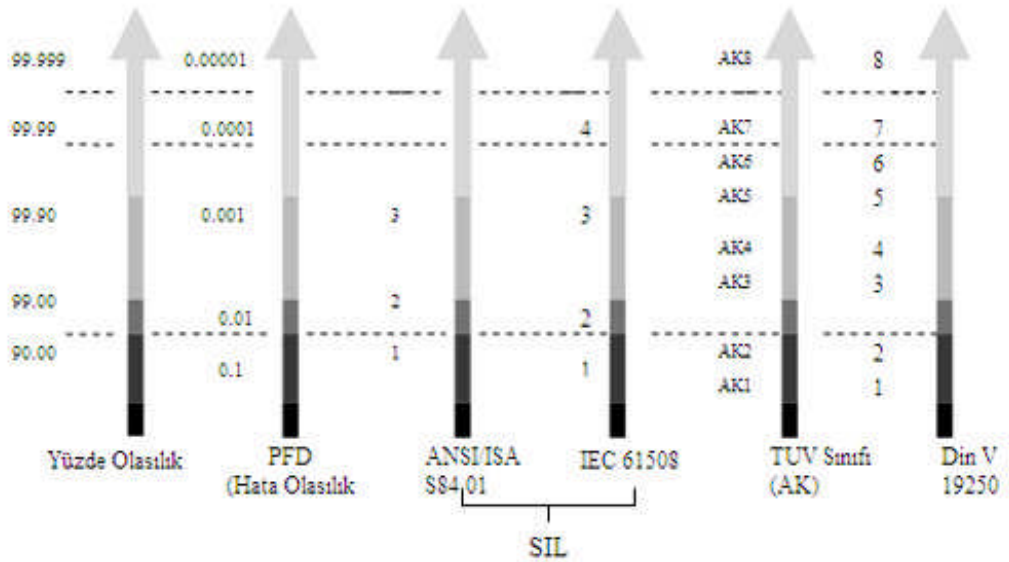 99.999 0.00001 AK8 8
99.99 0.0001 4 AK7 7
AK6 6
AK5 5
99.90 0.001 3 3
AK4 4
AK3 3
99.00 2
0.01 2
90.00 1 AK2 2
0.1 1
AK1 1
Yüzde Olasılık PFD ANSI/ISA IEC 61508 TUV Sınıfı Din V
(Hata Olasılık S84.01 (AK) 19250
SIL